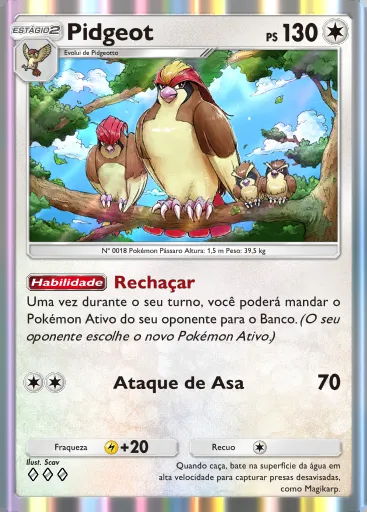 ESTÁGIO2 Pidgeot PS 130
Evolui de Pidgeotto
Nº 0018 Pokémon Pássaro Altura: 1,5 m Peso: 39,5 kg
Habilidade Rechaçar
Uma vez durante o seu turno, você poderá mandar o
Pokémon Ativo do seu oponente para o Banco. (O seu
oponente escolhe o novo Pokémon Ativo.)
Ataque de Asa 70
Fraqueza +20 Recuo
Ilust. Scav
Quando caça, bate na superfície da água em
alta velocidade para capturar presas desavisadas,
como Magikarp.